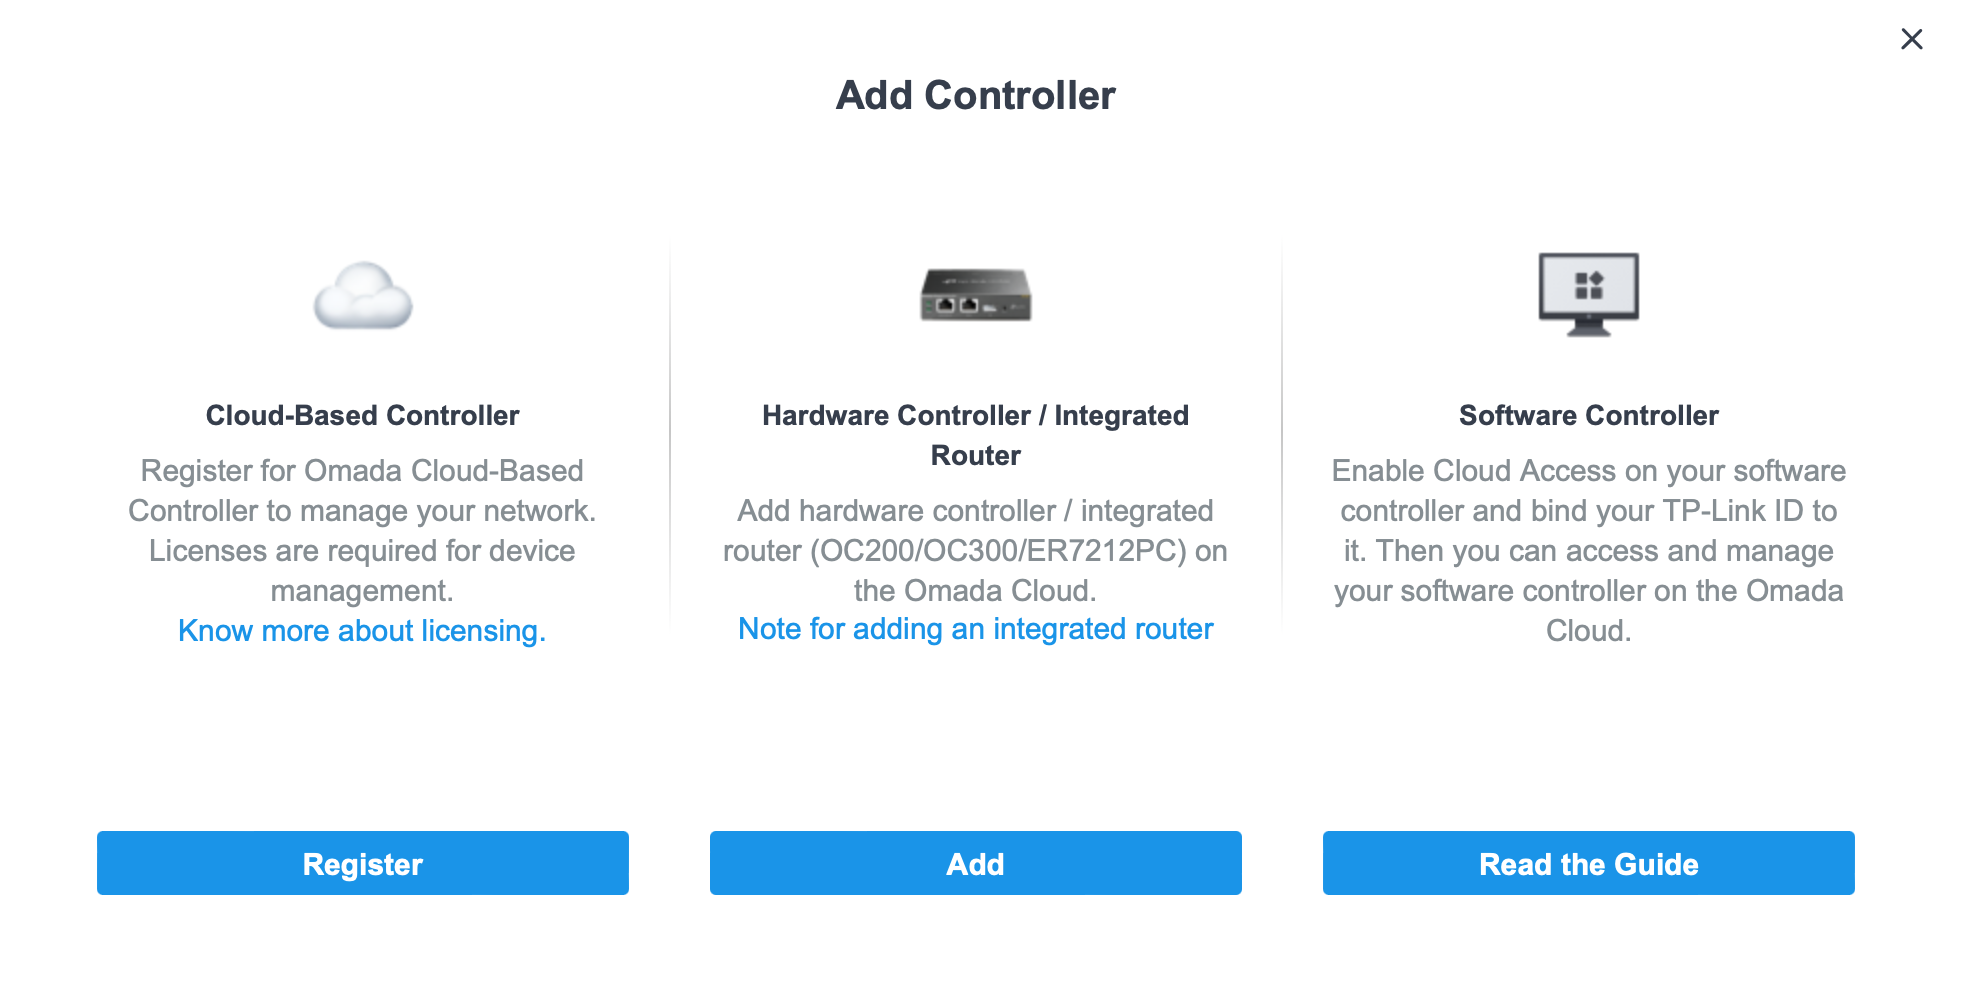 Add Controller
Cloud-Based Controller
Register for Omada Cloud-Based
Controller to manage your network.
Licenses are required for device
management.
Know more about licensing.
Register
Hardware Controller / Integrated
Router
Add hardware controller / integrated
router (OC200/OC300/ER7212PC) on
the Omada Cloud.
Note for adding an integrated router
Add
Software Controller
Enable Cloud Access on your software
controller and bind your TP-Link ID to
it. Then you can access and manage
your software controller on the Omada
Cloud.
Read the Guide